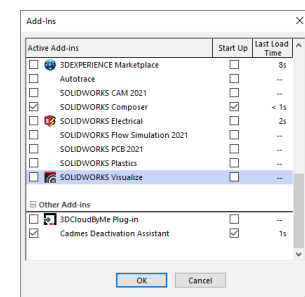 Add-Ins
Active Add-ins Start Up Last Load Time
3DEXPERIENCE Marketplace 8s
Autotrace --
SOLIDWORKS CAM 2021 --
SOLIDWORKS Composer < 1s
SOLIDWORKS Electrical 2s
SOLIDWORKS Flow Simulation 2021 --
SOLIDWORKS PCB 2021 --
SOLIDWORKS Plastics --
SOLIDWORKS Visualize --
Other Add-ins
3DCloudByMe Plug-in --
Cadmes Deactivation Assistant 1s
OK Cancel